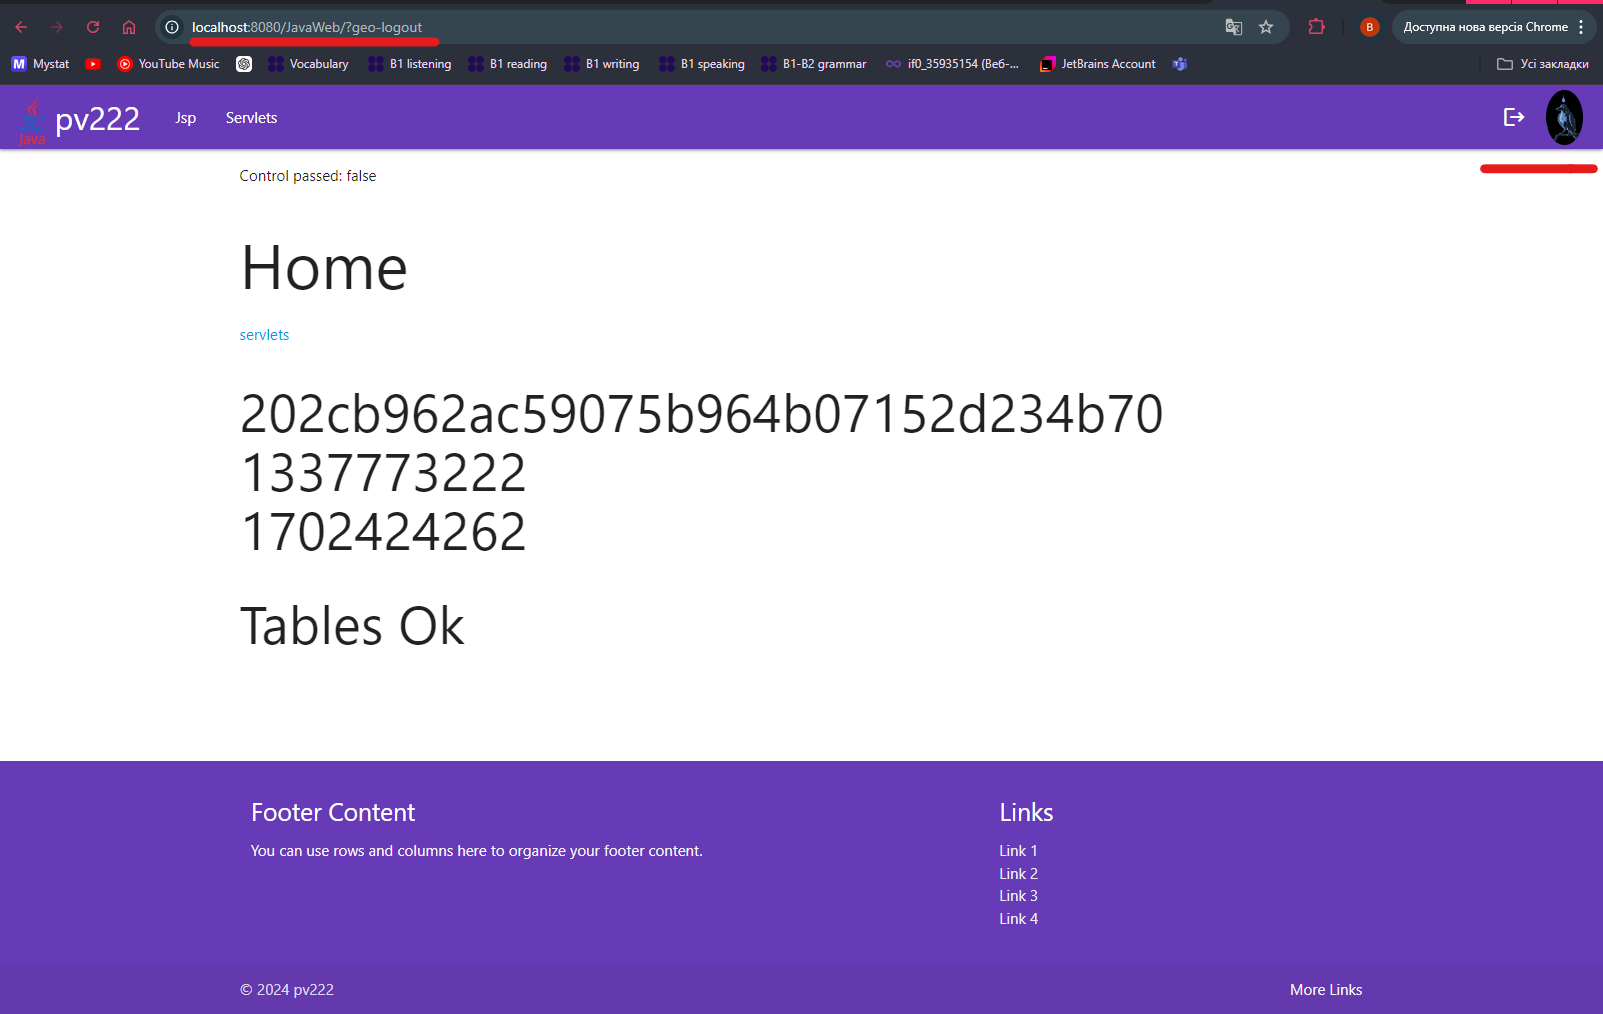 localhost:8080/JavaWeb/?geo-logout
B
Доступна нова версія Chrome
M Mystat
YouTube Music
Vocabulary
B1 listening
B1 reading
B1 writing
B1 speaking
B1-B2 grammar
if0_35935154 (Веб-...
JetBrains Account
Усі закладки
Java
pv222
Jsp
Servlets
Control passed: false
Home
servlets
202cb962ac59075b964b07152d234b70
1337773222
1702424262
Tables Ok
Footer Content
You can use rows and columns here to organize your footer content.
Links
Link 1
Link 2
Link 3
Link 4
© 2024 pv222
More Links